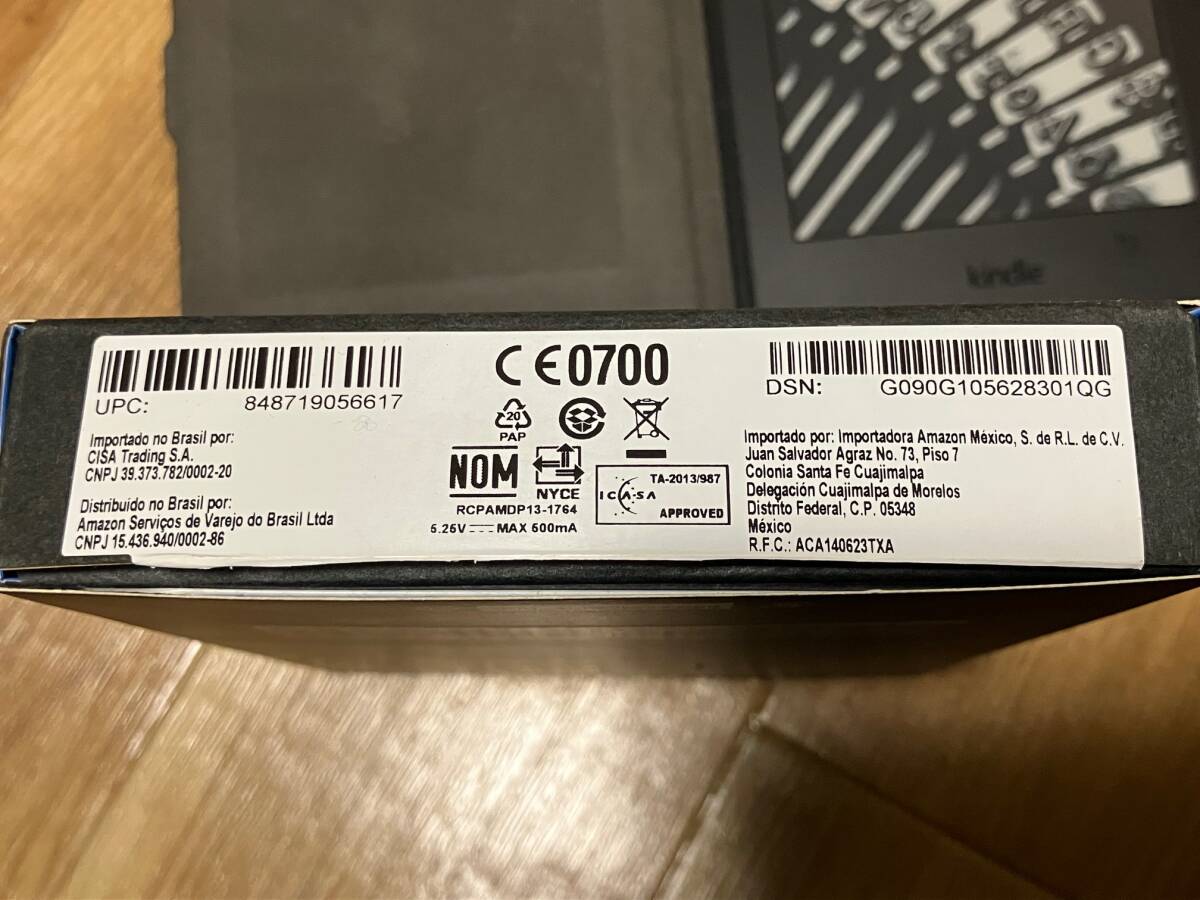 kindle
UPC: 848719056617
Importado no Brasil por:
CISA Trading S.A.
CNPJ 39.373.782/0002-20
Distribuido no Brasil por:
Amazon Serviços de Varejo do Brasil Ltda
CNPJ 15.436.940/0002-86
CE0700
20
PAP
NOM
NYCE
RCPAMDP13-1764
5.25V MAX 500mA
TA-2013/987
ICASA
APPROVED
DSN: G090G105628301QG
Importado por: Importadora Amazon México, S. de R.L. de C.V.
Juan Salvador Agraz No. 73, Piso 7
Colonia Santa Fe Cuajimalpa
Delegación Cuajimalpa de Morelos
Distrito Federal, C.P. 05348
México
R.F.C.: ACA140623TXA